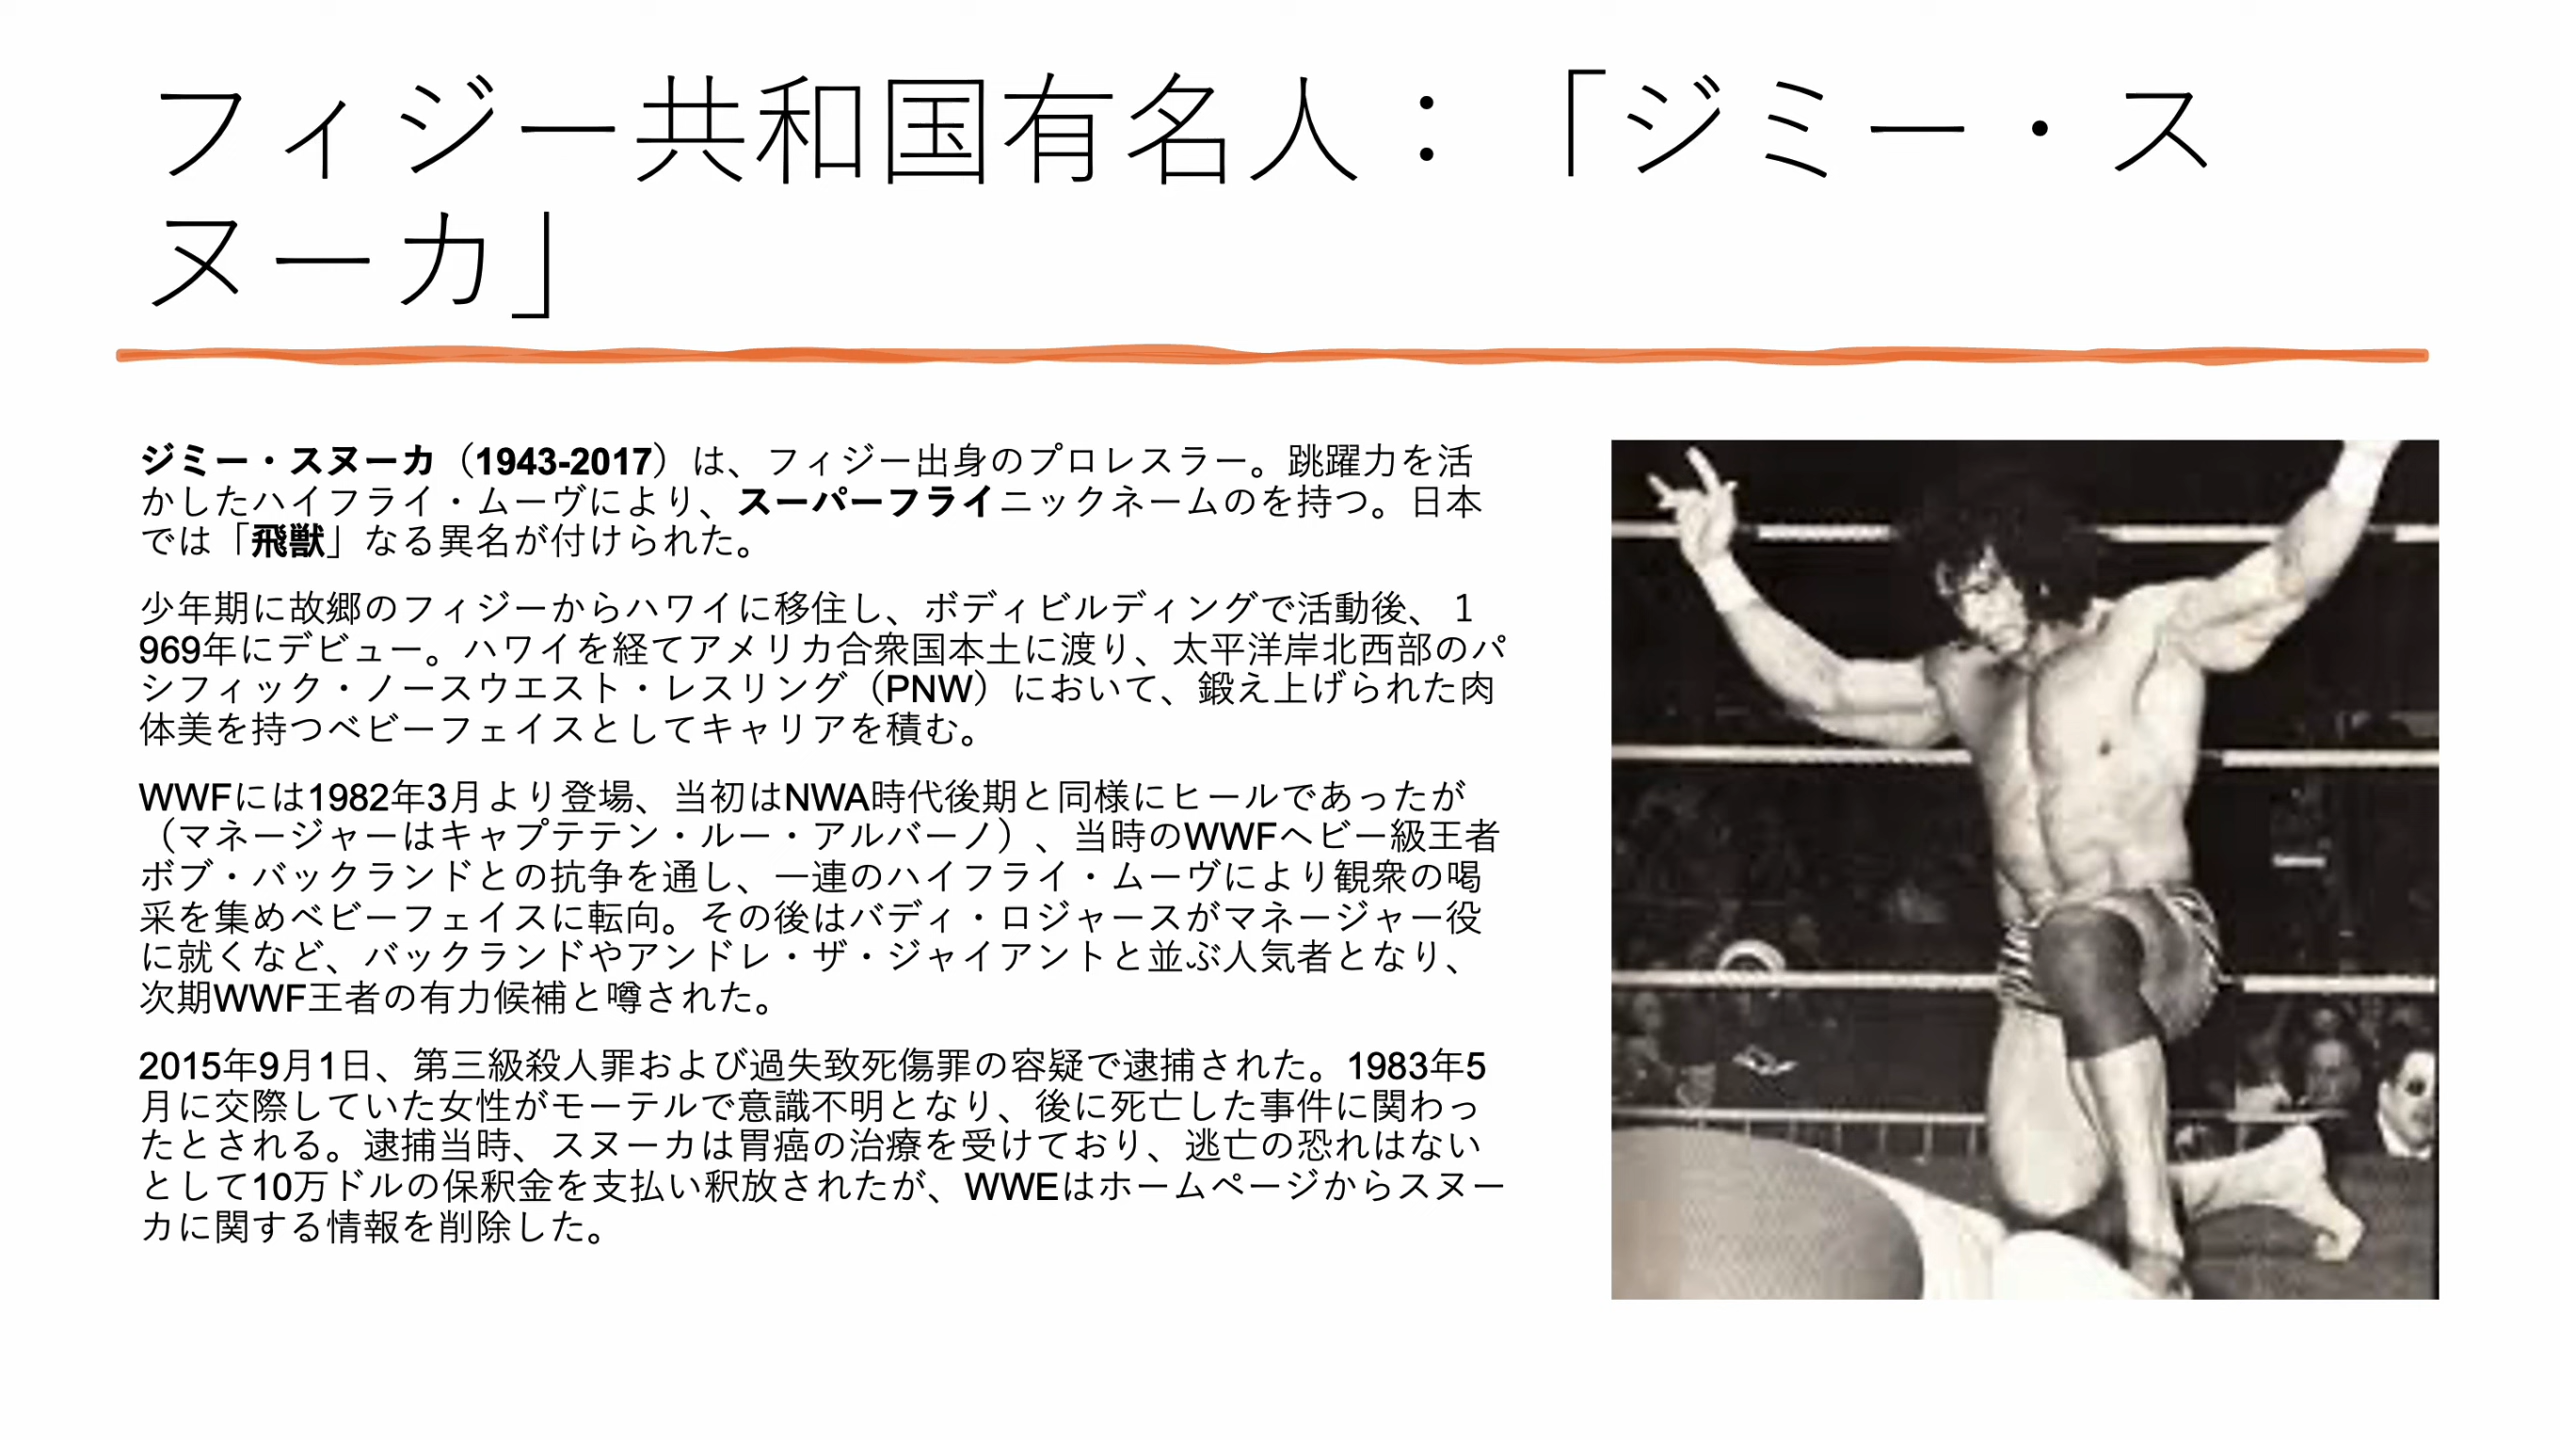 フィジー共和国有名人：「ジミー・ス
ヌーカ」
ジミー・スヌーカ（1943-2017）は、フィジー出身のプロレスラー。跳躍力を活
かしたハイフライ・ムーヴにより、スーパーフライニックネームのを持つ。日本
では「飛獣」なる異名が付けられた。
少年期に故郷のフィジーからハワイに移住し、ボディビルディングで活動後、１
969年にデビュー。ハワイを経てアメリカ合衆国本土に渡り、太平洋岸北西部のパ
シフィック・ノースウエスト・レスリング（PNW）において、鍛え上げられた肉
体美を持つベビーフェイスとしてキャリアを積む。
WWFには1982年3月より登場、当初はNWA時代後期と同様にヒールであったが
（マネージャーはキャプテテン・ルー・アルバーノ）、当時のWWFヘビー級王者
ボブ・バックランドとの抗争を通し、一連のハイフライ・ムーヴにより観衆の喝
采を集めベビーフェイスに転向。その後はバディ・ロジャースがマネージャー役
に就くなど、バックランドやアンドレ・ザ・ジャイアントと並ぶ人気者となり、
次期WWF王者の有力候補と噂された。
2015年9月1日、第三級殺人罪および過失致死傷罪の容疑で逮捕された。1983年5
月に交際していた女性がモーテルで意識不明となり、後に死亡した事件に関わっ
たとされる。逮捕当時、スヌーカは胃癌の治療を受けており、逃亡の恐れはない
として10万ドルの保釈金を支払い釈放されたが、WWEはホームページからスヌー
カに関する情報を削除した。